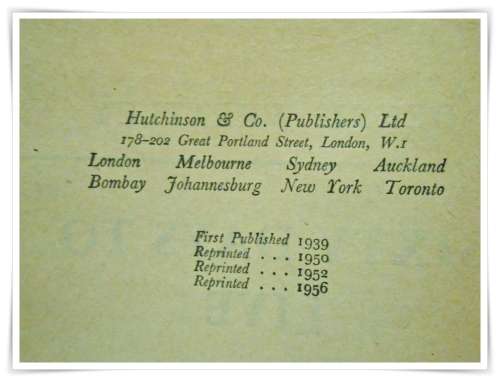 Hutchinson & Co. (Publishers) Ltd
178-202 Great Portland Street, London, W.1
London Melbourne Sydney Auckland
Bombay Johannesburg New York Toronto
First Published 1939
Reprinted . . . 1950
Reprinted . . . 1952
Reprinted . . . 1956